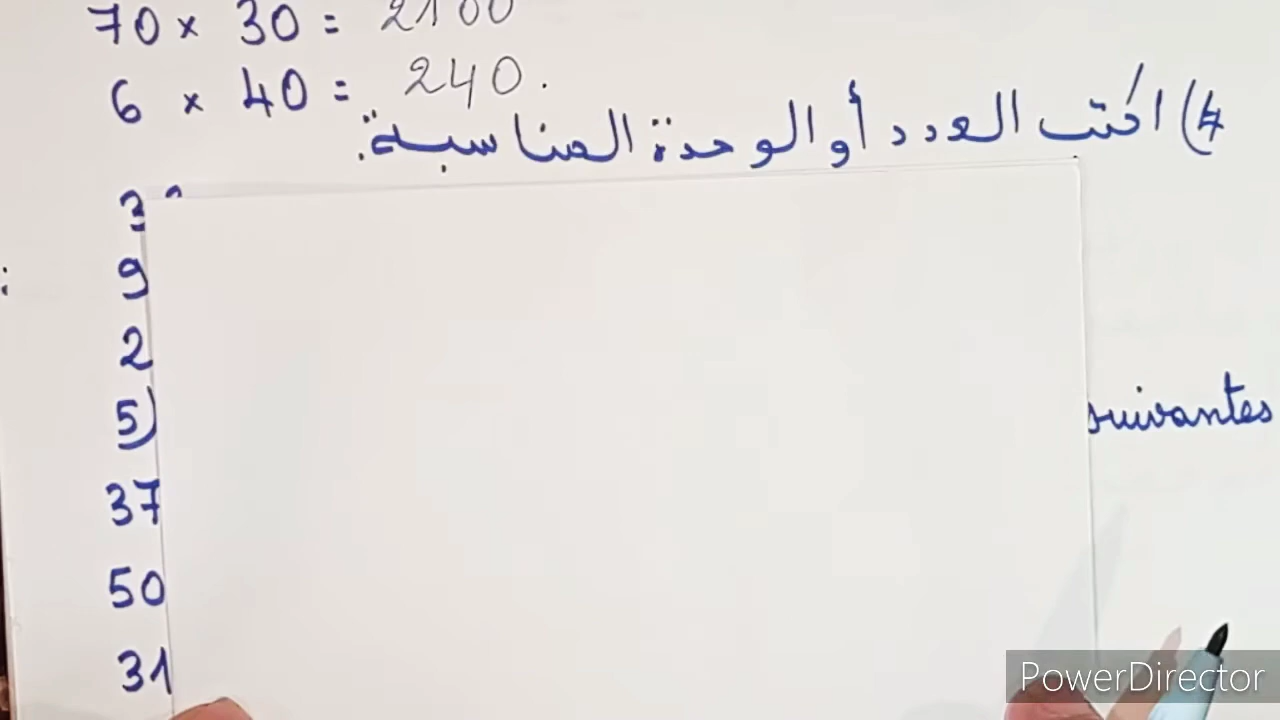 70 × 30 = 2100
6 × 40 = 240.
4) اكتب العدد أو الوحدة المناسبة.
3
9
2
5) suivantes
37
50
31
PowerDirector